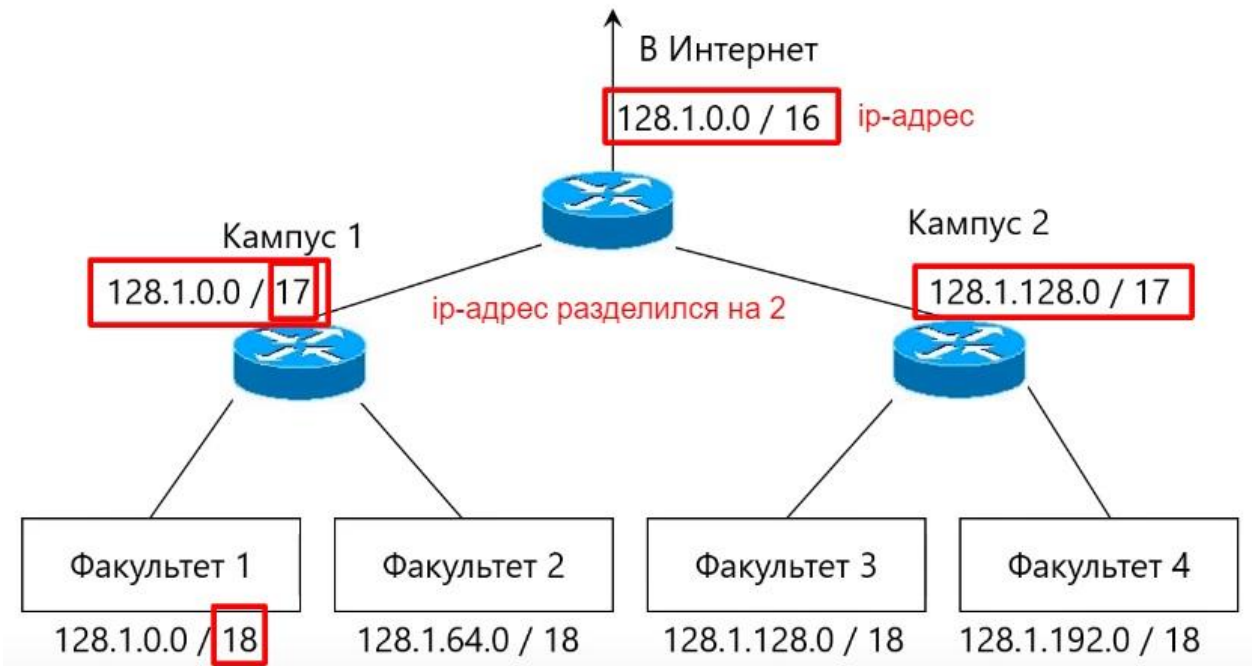 В Интернет
128.1.0.0 / 16
ip-адрес
Кампус 1
Кампус 2
128.1.0.0 / 17
128.1.128.0 / 17
ip-адрес разделился на 2
Факультет 1
Факультет 2
Факультет 3
Факультет 4
128.1.0.0 / 18
128.1.64.0 / 18
128.1.128.0 / 18
128.1.192.0 / 18